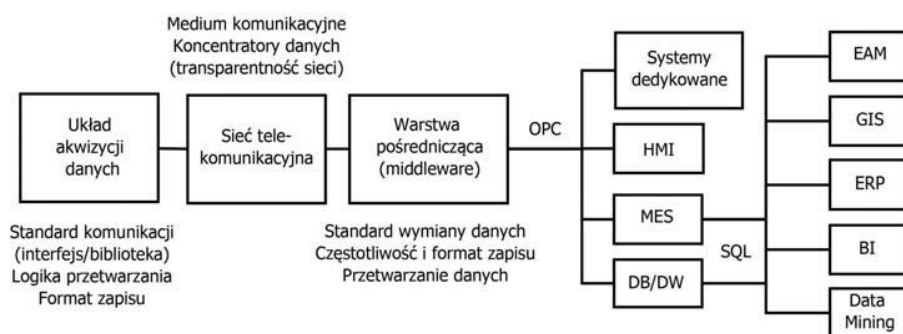 Medium komunikacyjne
Koncentratory danych
(transparentność sieci)
Układ
akwizycji
danych
Sieć tele-
komunikacyjna
Warstwa
pośrednicząca
(middleware)
OPC
Systemy
dedykowane
HMI
MES
DB/DW
SQL
EAM
GIS
ERP
BI
Data
Mining
Standard komunikacji
(interfejs/biblioteka)
Logika przetwarzania
Format zapisu
Standard wymiany danych
Częstotliwość i format zapisu
Przetwarzanie danych